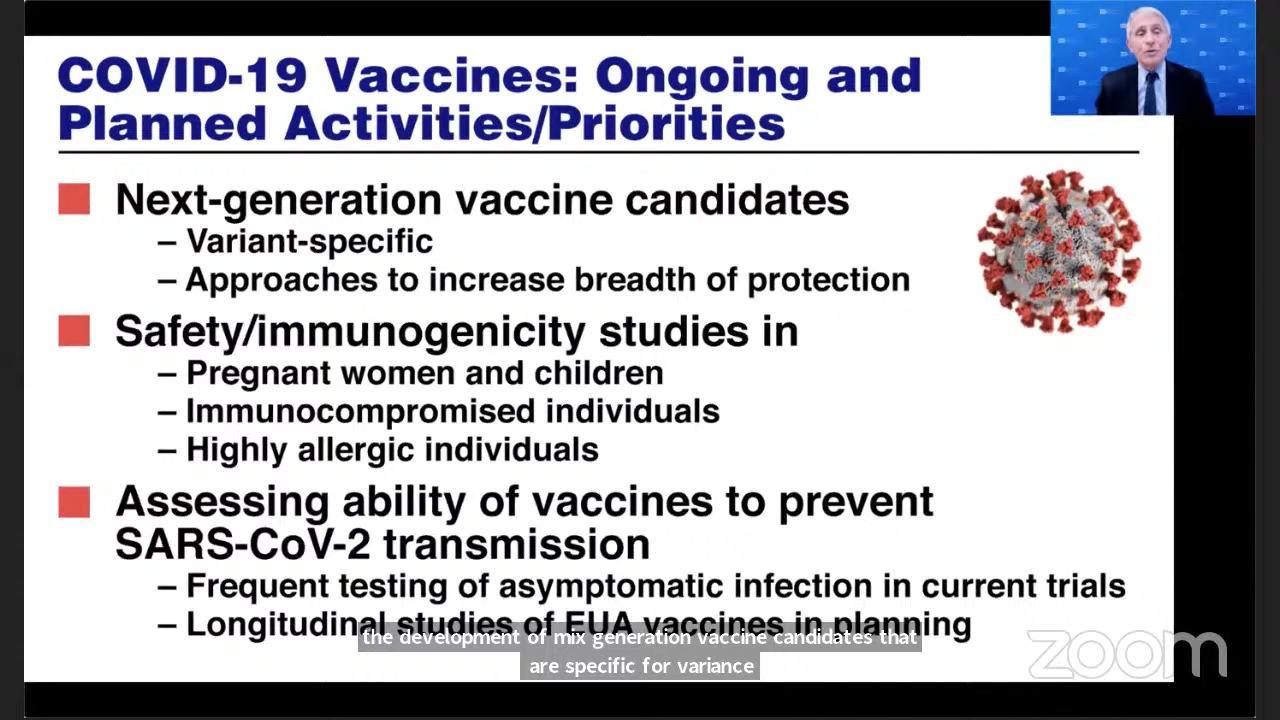 COVID-19 Vaccines: Ongoing and
Planned Activities/Priorities
Next-generation vaccine candidates
– Variant-specific
– Approaches to increase breadth of protection
Safety/immunogenicity studies in
– Pregnant women and children
– Immunocompromised individuals
– Highly allergic individuals
Assessing ability of vaccines to prevent
SARS-CoV-2 transmission
– Frequent testing of asymptomatic infection in current trials
– Longitudinal studies of EUA vaccines in planning
the development of mix generation vaccine candidates that
are specific for variance
zoom